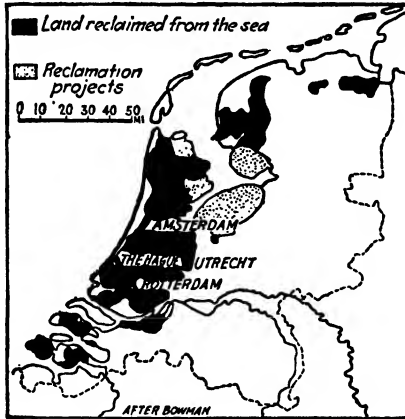 Land reclaimed from the sea
Reclamation
projects
0 10 20 30 40 50
MI
AMSTERDAM
THE HAGUE UTRECHT
ROTTERDAM
AFTER BOWMAN